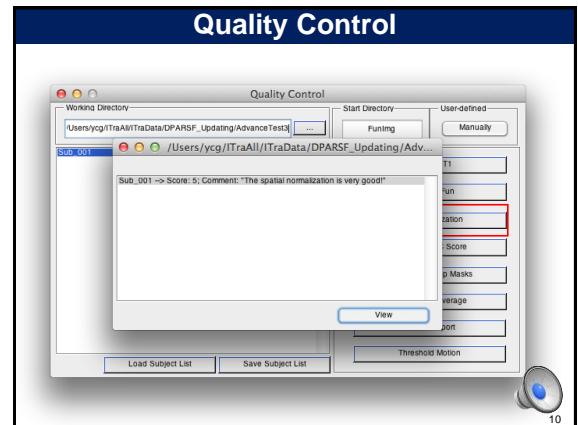 Quality Control
Quality Control
Working Directory
Start Directory
User-defined
/Users/ycg/ITraAll/ITraData/DPARSF_Updating/AdvanceTest3
...
FunImg
Manually
Sub_001
/Users/ycg/ITraAll/ITraData/DPARSF_Updating/Adv...
Sub_001 --> Score: 5; Comment: "The spatial normalization is very good!"
T1
Fun
zation
Score
p Masks
verage
port
View
Threshold Motion
Load Subject List
Save Subject List
10